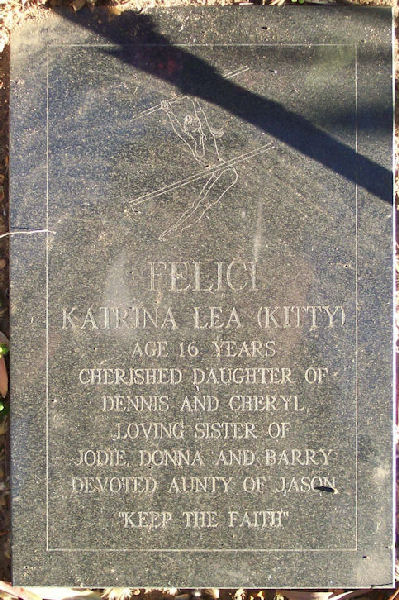 FELICI
KATRINA LEA (KITTY)
AGE 16 YEARS
CHERISHED DAUGHTER OF
DENNIS AND CHERYL,
LOVING SISTER OF
JODIE, DONNA AND BARRY
DEVOTED AUNTY OF JASON
"KEEP THE FAITH"